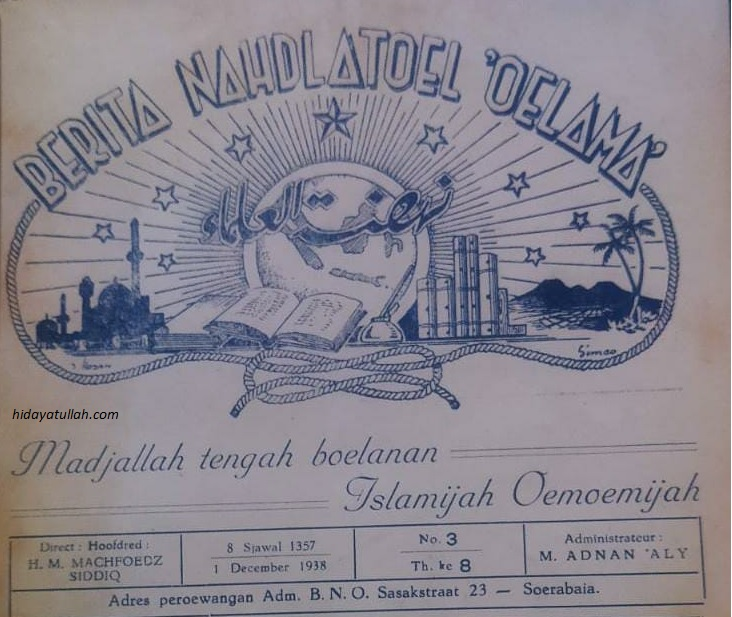 BERITA NAHDLATOEL 'OELAMA'
نهضة العلماء
Simoo
hidayatullah.com
Madjallah tengah boelanan
Islamijah Oemoemijah
Direct : Hoofdred :
H. M. MACHFOEDZ
SIDDIQ
8 Sjawal 1357
1 December 1938
No. 3
Th. ke 8
Administrateur :
M. ADNAN 'ALY
Adres peroewangan Adm. B. N. O. Sasakstraat 23 — Soerabaia.